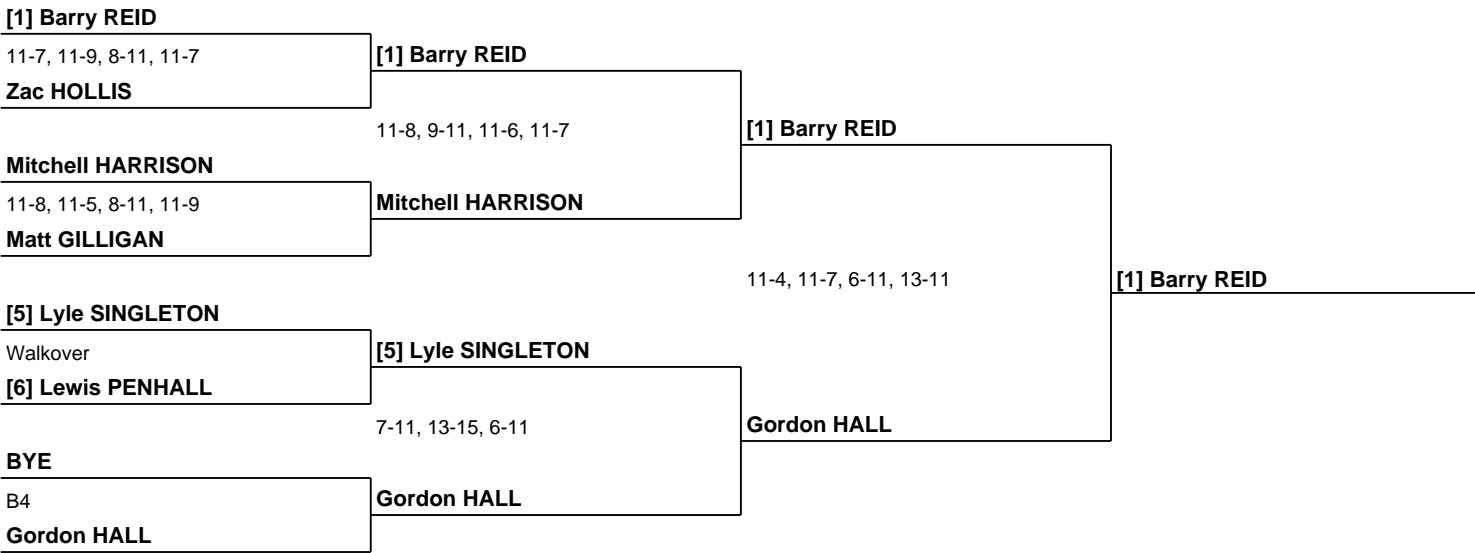 [1] Barry REID
11-7, 11-9, 8-11, 11-7
[1] Barry REID
Zac HOLLIS
11-8, 9-11, 11-6, 11-7
[1] Barry REID
Mitchell HARRISON
11-8, 11-5, 8-11, 11-9
Mitchell HARRISON
Matt GILLIGAN
11-4, 11-7, 6-11, 13-11
[1] Barry REID
[5] Lyle SINGLETON
Walkover
[5] Lyle SINGLETON
[6] Lewis PENHALL
7-11, 13-15, 6-11
Gordon HALL
BYE
B4
Gordon HALL
Gordon HALL